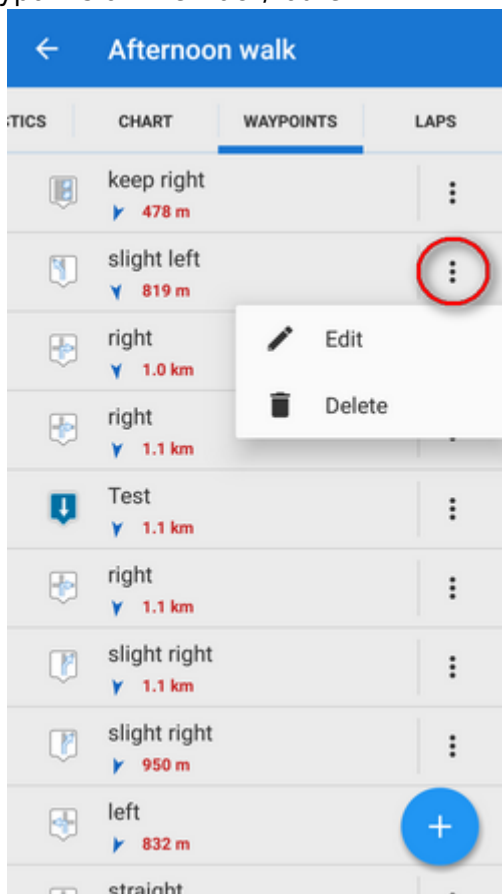 Afternoon walk
CHART
WAYPOINTS
LAPS
keep right
478 m
slight left
819 m
right
1.0 km
Edit
Delete
right
1.1 km
Test
1.1 km
right
1.1 km
slight right
1.1 km
slight right
950 m
left
832 m
straight